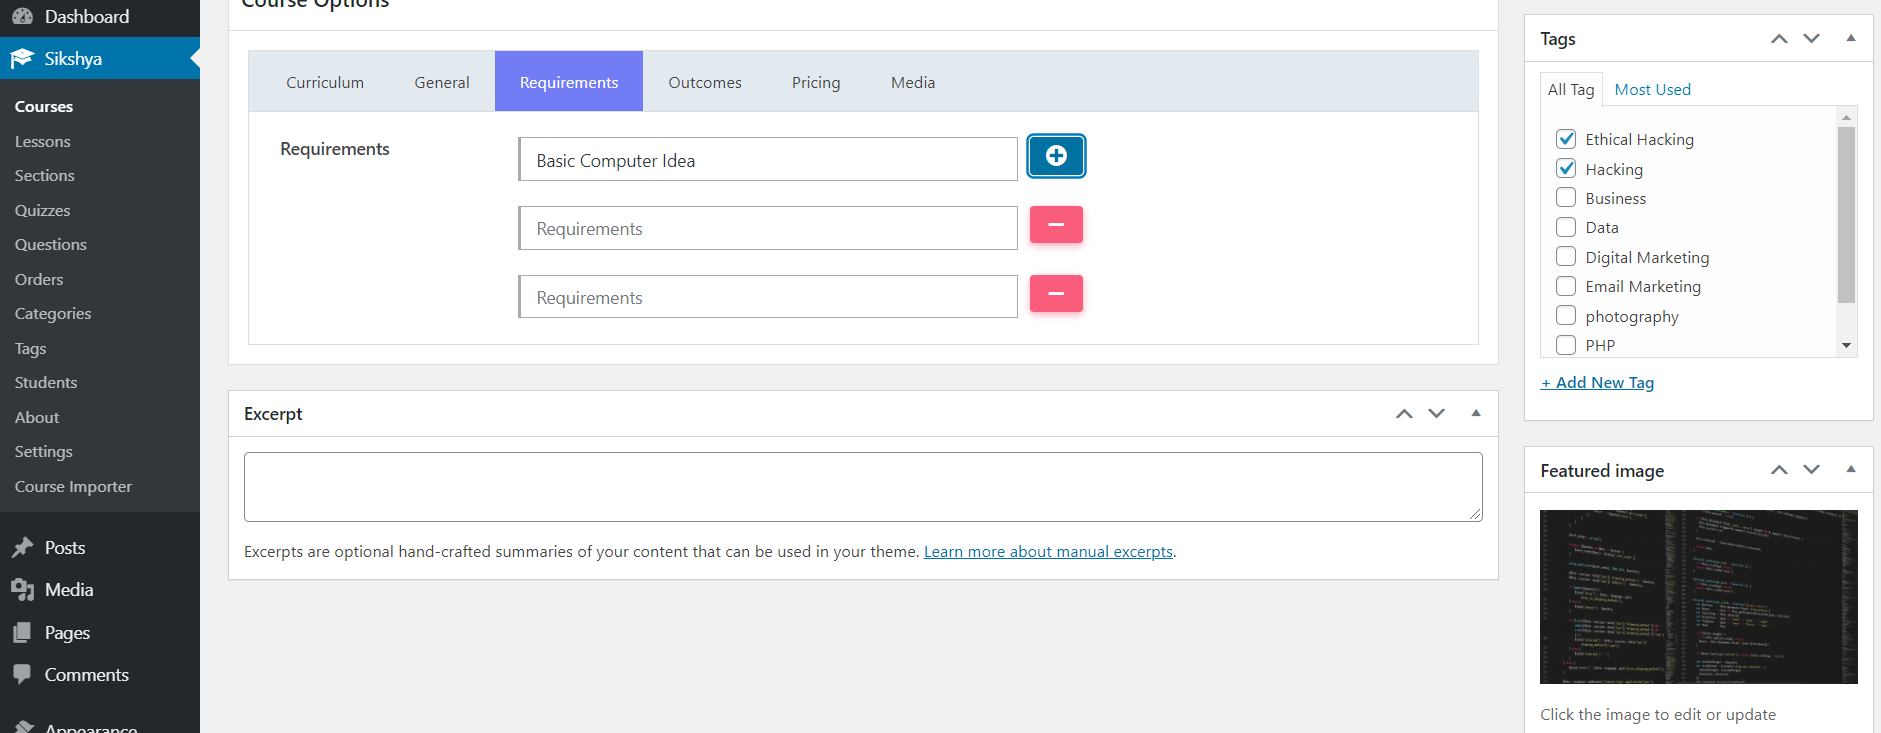 Dashboard
Sikshya
Courses
Lessons
Sections
Quizzes
Questions
Orders
Categories
Tags
Students
About
Settings
Course Importer
Posts
Media
Pages
Comments
Appearance
Course Options
Curriculum General Requirements Outcomes Pricing Media
Requirements
Basic Computer Idea
Requirements
Requirements
Excerpt
Excerpts are optional hand-crafted summaries of your content that can be used in your theme. Learn more about manual excerpts.
Tags
All Tag Most Used
Ethical Hacking
Hacking
Business
Data
Digital Marketing
Email Marketing
photography
PHP
+ Add New Tag
Featured image
Click the image to edit or update